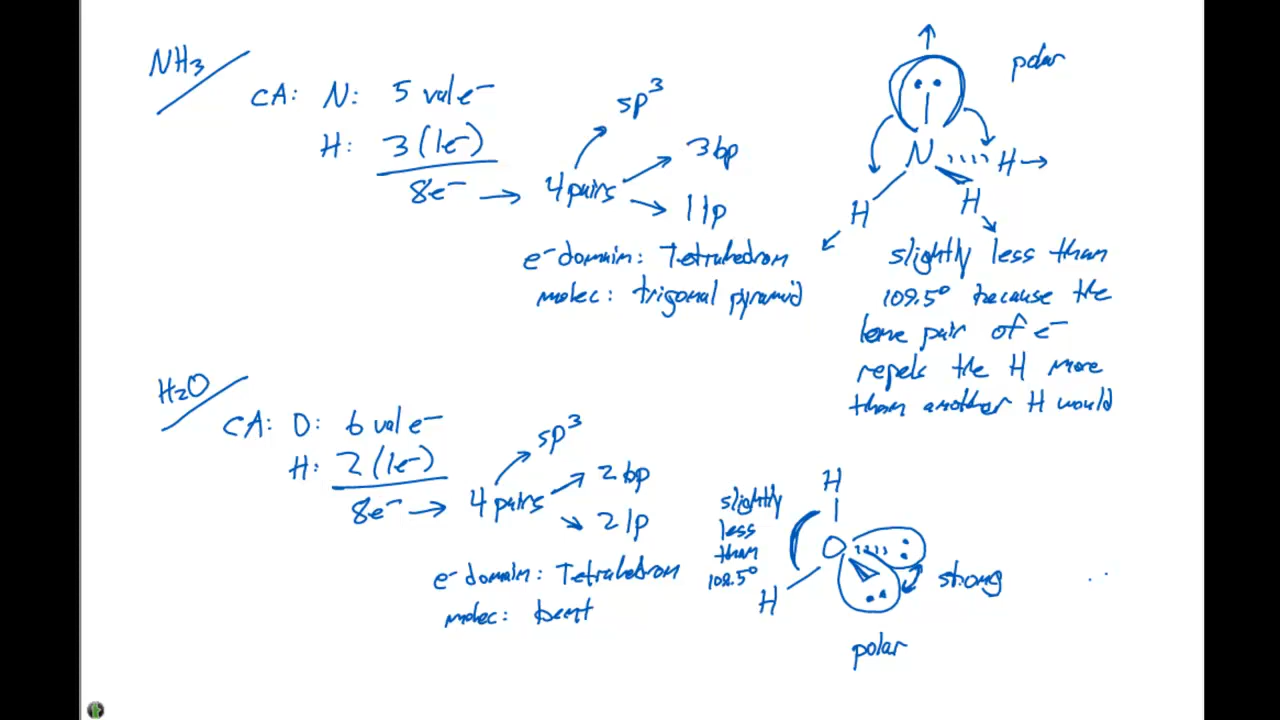 NH₃
CA: N: 5 val e⁻
H: 3(1e⁻)
8e⁻ → 4 pairs
sp³
3 bp
1 lp
e⁻ domain: Tetrahedron
molec: trigonal pyramid
polar
N
H
H
H
slightly less than
109.5° because the
lone pair of e⁻
repels the H more
than another H would
H₂O
CA: O: 6 val e⁻
H: 2(1e⁻)
8e⁻ → 4 pairs
sp³
2 bp
2 lp
e⁻ domain: Tetrahedron
molec: bent
slightly
less
than
109.5°
H
O
H
strong
polar